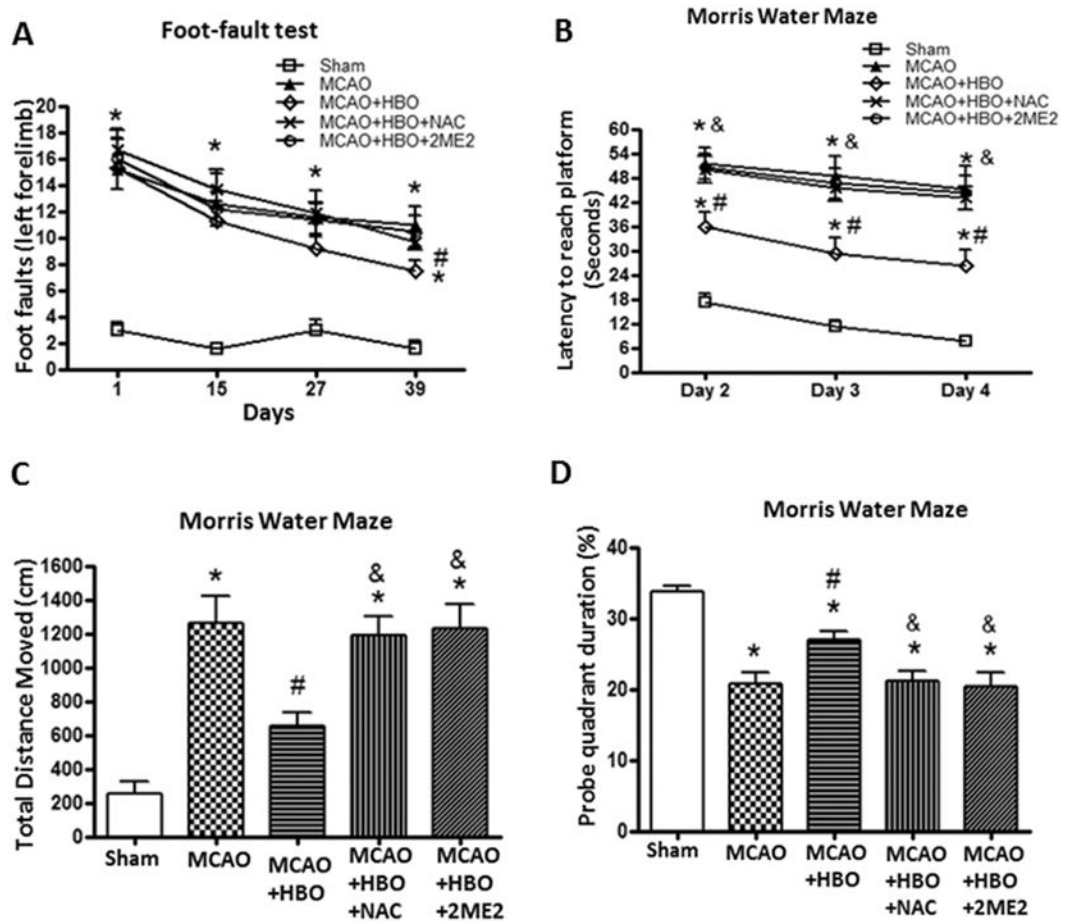 A
Foot-fault test
Sham
MCAO
MCAO+HBO
MCAO+HBO+NAC
MCAO+HBO+2ME2
Foot faults (left forelimb)
20
18
16
14
12
10
8
6
4
2
0
*
*
*
*
#
*
1 15 27 39
Days
B
Morris Water Maze
Sham
MCAO
MCAO+HBO
MCAO+HBO+NAC
MCAO+HBO+2ME2
Latency to reach platform
(Seconds)
60
54
48
42
36
30
24
18
12
6
0
* &
* &
* &
* #
* #
* #
Day 2 Day 3 Day 4
C
Morris Water Maze
Total Distance Moved (cm)
1600
1400
1200
1000
800
600
400
200
0
*
#
&
*
&
*
Sham
MCAO
MCAO
+HBO
MCAO
+HBO
+NAC
MCAO
+HBO
+2ME2
D
Morris Water Maze
Probe quadrant duration (%)
40
30
20
10
0
*
#
*
&
*
&
*
Sham
MCAO
MCAO
+HBO
MCAO
+HBO
+NAC
MCAO
+HBO
+2ME2